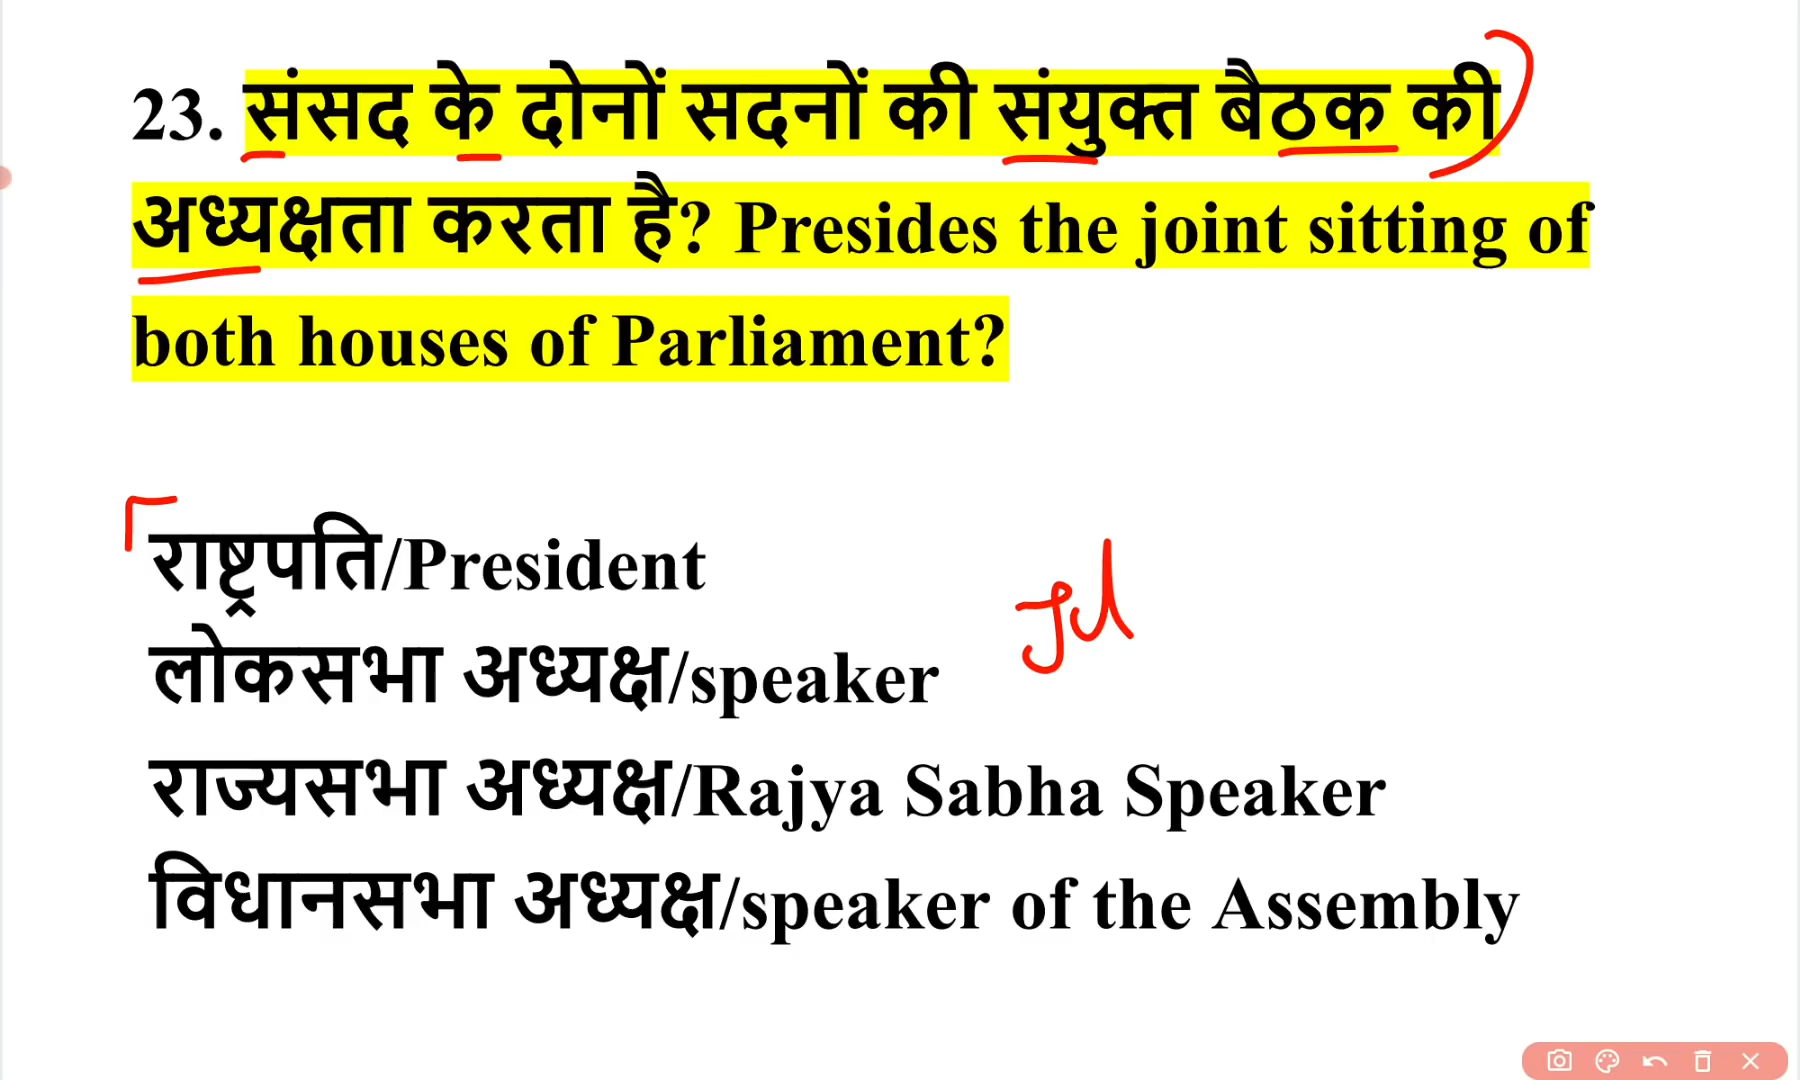 23. संसद के दोनों सदनों की संयुक्त बैठक की
अध्यक्षता करता है? Presides the joint sitting of
both houses of Parliament?
राष्ट्रपति/President
लोकसभा अध्यक्ष/speaker
राज्यसभा अध्यक्ष/Rajya Sabha Speaker
विधानसभा अध्यक्ष/speaker of the Assembly